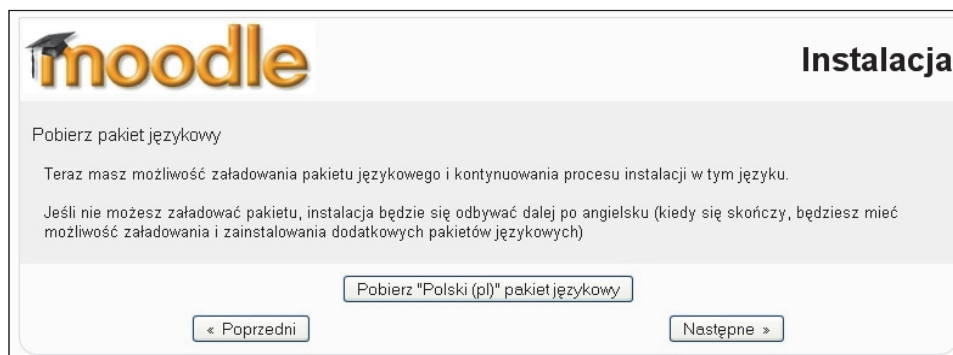 moodle
Instalacja
Pobierz pakiet językowy
Teraz masz możliwość załadowania pakietu językowego i kontynuowania procesu instalacji w tym języku.
Jeśli nie możesz załadować pakietu, instalacja będzie się odbywać dalej po angielsku (kiedy się skończy, będziesz mieć
możliwość załadowania i zainstalowania dodatkowych pakietów językowych)
Pobierz "Polski (pl)" pakiet językowy
« Poprzedni
Następne »